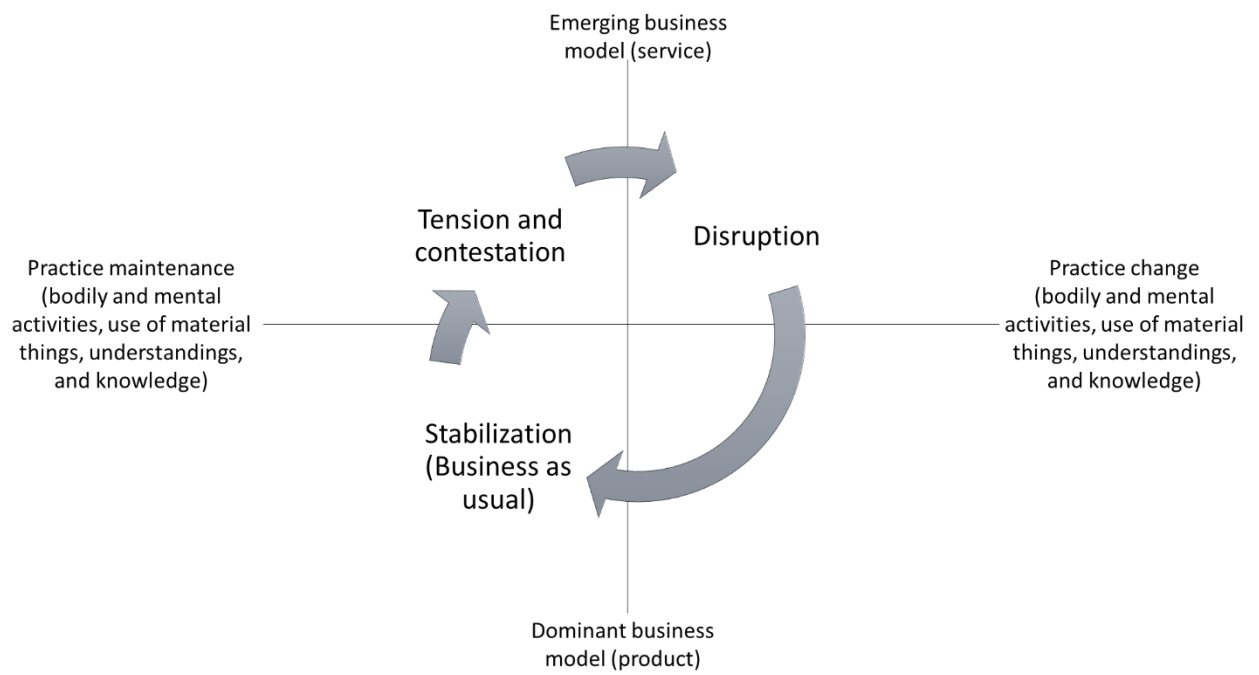 Emerging business
model (service)
Tension and
contestation
Disruption
Practice maintenance
(bodily and mental
activities, use of material
things, understandings,
and knowledge)
Practice change
(bodily and mental
activities, use of material
things, understandings,
and knowledge)
Stabilization
(Business as
usual)
Dominant business
model (product)